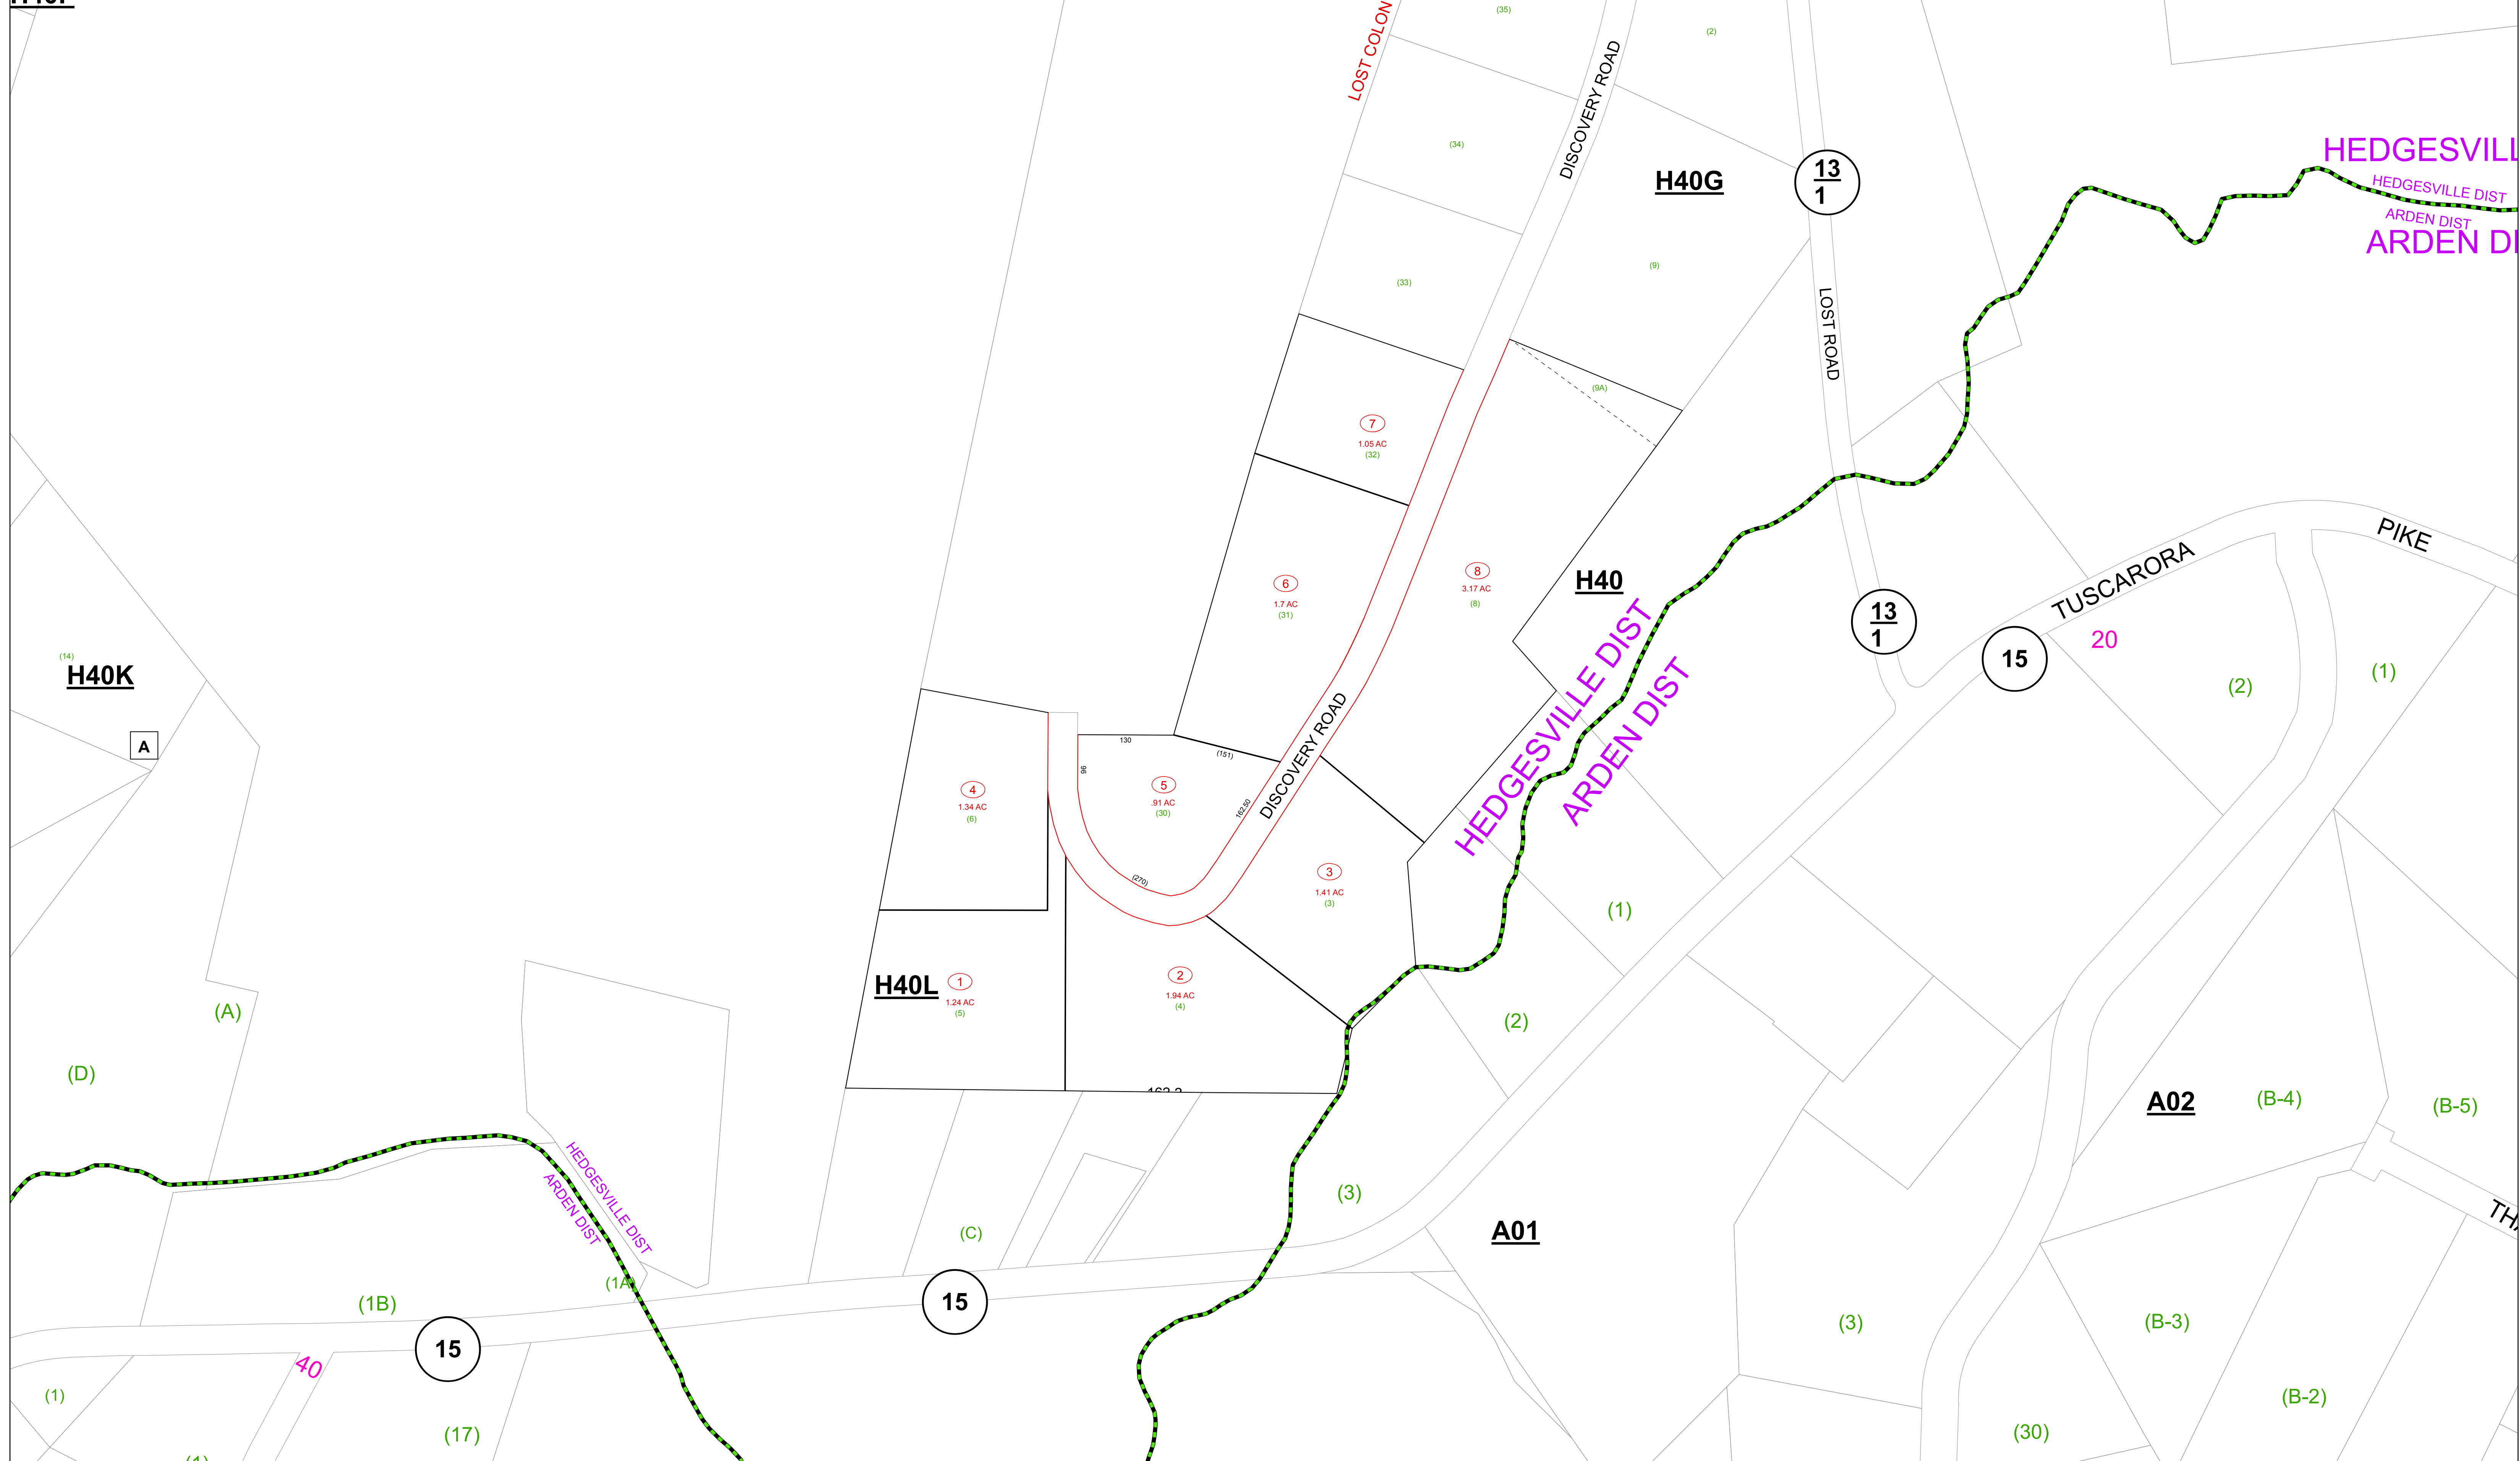 (35)
(2)
LOST COLON
DISCOVERY ROAD
(34)
H40G
13
1
HEDGESVILL
HEDGESVILLE DIST
ARDEN DIST
ARDEN DI
(9)
(33)
LOST ROAD
(9A)
7
1.05 AC
(32)
PIKE
TUSCARORA
6
1.7 AC
(31)
8
3.17 AC
(8)
H40
13
1
15
20
(1)
(2)
(14)
H40K
A
HEDGESVILLE DIST
ARDEN DIST
130
(151)
96
DISCOVERY ROAD
162.50
4
1.34 AC
(6)
5
.91 AC
(30)
(270)
3
1.41 AC
(3)
(1)
H40L
1
1.24 AC
(5)
2
1.94 AC
(4)
(A)
(2)
(D)
A02
(B-4)
(B-5)
HEDGESVILLE DIST
ARDEN DIST
(3)
(C)
A01
(1A)
(1B)
15
15
(3)
(B-3)
40
(1)
(B-2)
(17)
(30)